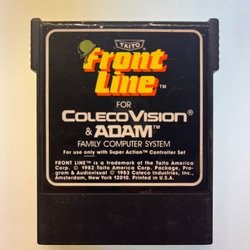 TAITO
Front
Line™
FOR
COLECOVISION®
& ADAM™
FAMILY COMPUTER SYSTEM
For use only with Super Action™ Controller Set
FRONT LINE™ is a trademark of the Taito America
Corp. © 1982 Taito America Corp. Package, Pro-
gram & Audiovisual © 1983 Coleco Industries, Inc.,
Amsterdam, New York 12010. Printed in U.S.A.